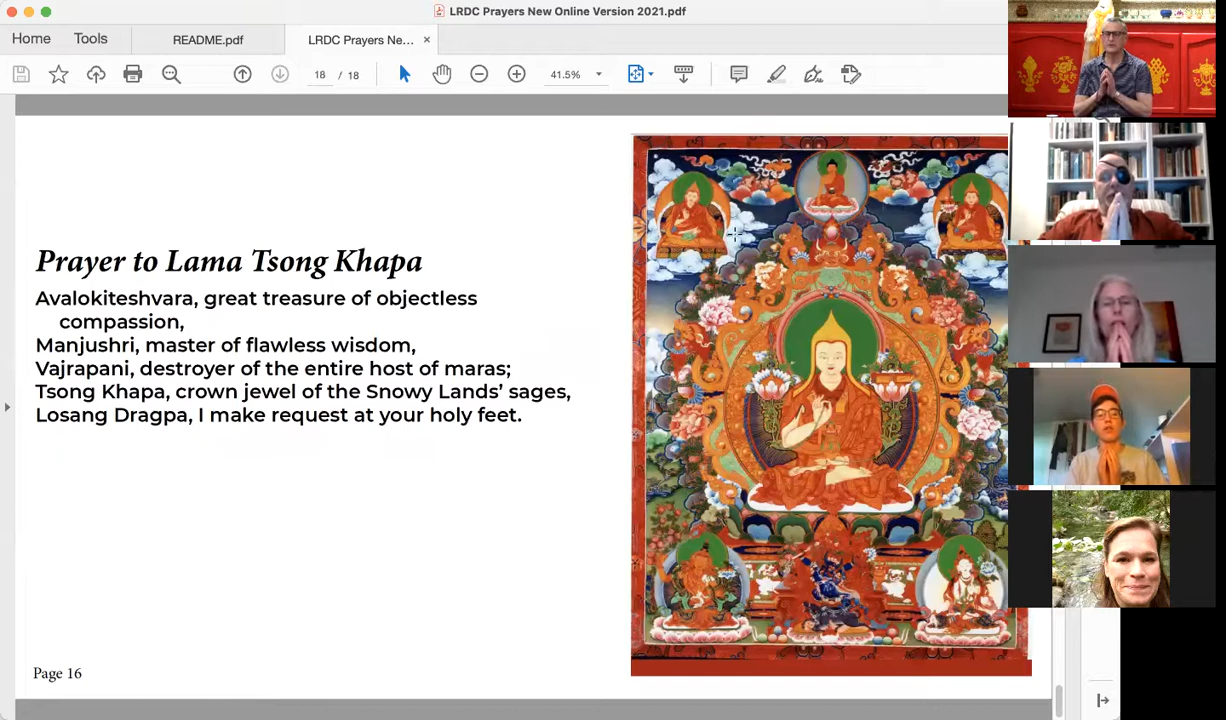 LRDC Prayers New Online Version 2021.pdf
Home Tools README.pdf LRDC Prayers Ne... ×
18 / 18 41.5%
Prayer to Lama Tsong Khapa
Avalokiteshvara, great treasure of objectless
compassion,
Manjushri, master of flawless wisdom,
Vajrapani, destroyer of the entire host of maras;
Tsong Khapa, crown jewel of the Snowy Lands’ sages,
Losang Dragpa, I make request at your holy feet.
Page 16